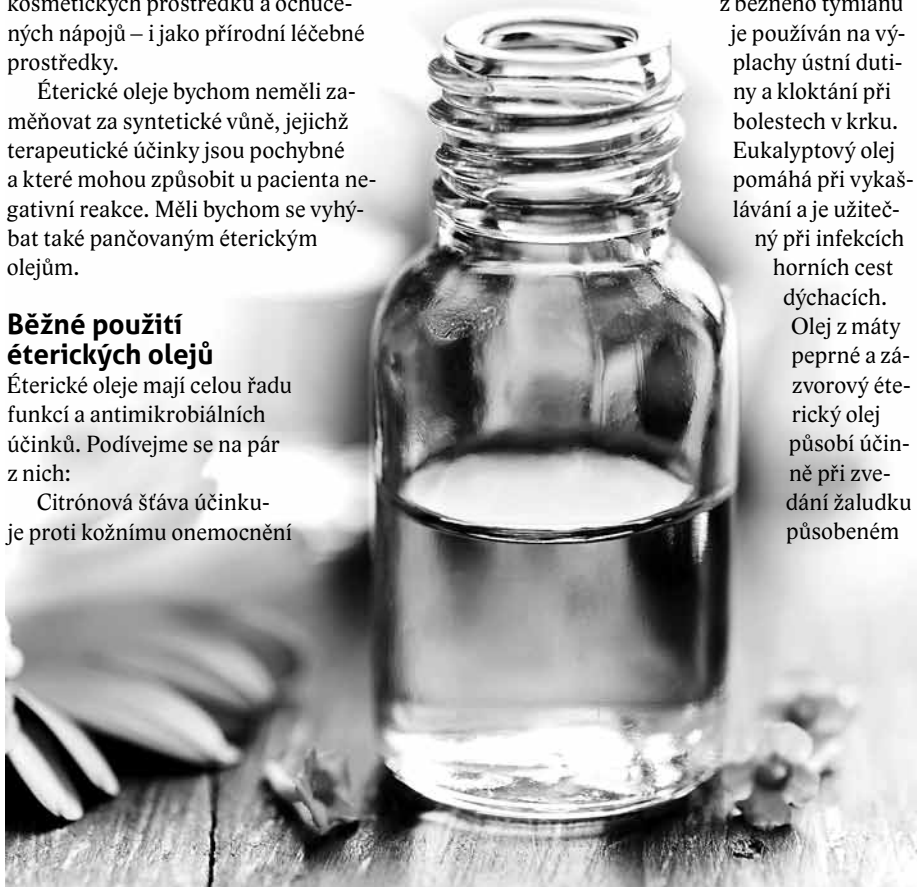 kosmetických prostředků a ochuce-
ných nápojů – i jako přírodní léčebné
prostředky.
Éterické oleje bychom neměli za-
měňovat za syntetické vůně, jejichž
terapeutické účinky jsou pochybné
a které mohou způsobit u pacienta ne-
gativní reakce. Měli bychom se vyhý-
bat také pančovaným éterickým
olejům.
Běžné použití
éterických olejů
Éterické oleje mají celou řadu
funkcí a antimikrobiálních
účinků. Podívejme se na pár
z nich:
Citrónová šťáva účinku-
je proti kožnímu onemocnění
z běžného tymiánu
je používán na vý-
plachy ústní duti-
ny a kloktání při
bolestech v krku.
Eukalyptový olej
pomáhá při vykaš-
lávání a je užiteč-
ný při infekcích
horních cest
dýchacích.
Olej z máty
peprné a zá-
zvorový éte-
rický olej
působí účin-
ně při zve-
dání žaludku
působeném